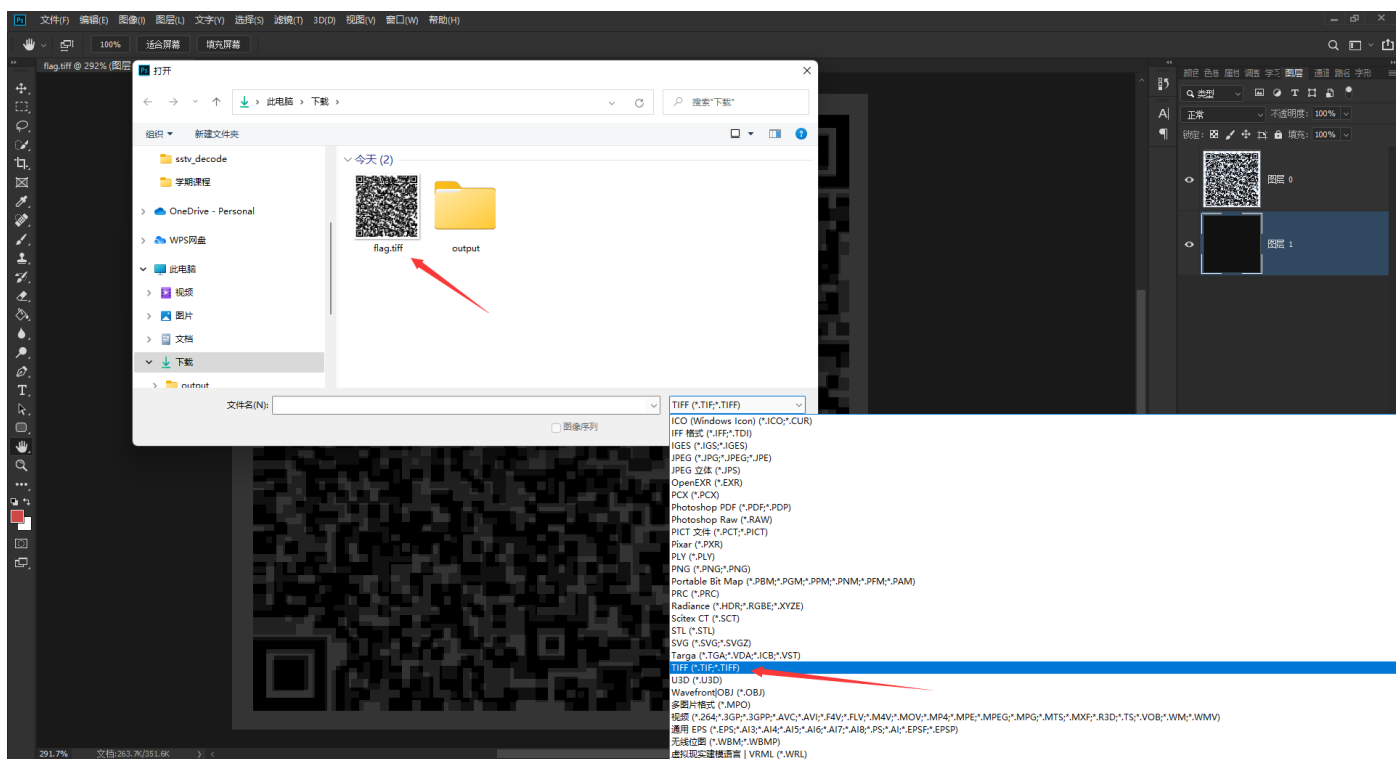 Ps 文件(F) 编辑(E) 图像(I) 图层(L) 文字(Y) 选择(S) 滤镜(T) 3D(D) 视图(V) 窗口(W) 帮助(H)
100% 适合屏幕 填充屏幕
flag.tiff @ 292% (图层
Ps 打开
此电脑 › 下载 ›
搜索"下载"
组织 新建文件夹
sstv_decode
学期课程
OneDrive - Personal
WPS网盘
此电脑
视频
图片
文档
下载
output
今天 (2)
flag.tiff
output
文件名(N):
TIFF (*.TIF;*.TIFF)
图像序列
ICO (Windows Icon) (*.ICO;*.CUR)
IFF 格式 (*.IFF;*.TDI)
IGES (*.IGS;*.IGES)
JPEG (*.JPG;*.JPEG;*.JPE)
JPEG 立体 (*.JPS)
OpenEXR (*.EXR)
PCX (*.PCX)
Photoshop PDF (*.PDF;*.PDP)
Photoshop Raw (*.RAW)
PICT 文件 (*.PCT;*.PICT)
Pixar (*.PXR)
PLY (*.PLY)
PNG (*.PNG;*.PNG)
Portable Bit Map (*.PBM;*.PGM;*.PPM;*.PNM;*.PFM;*.PAM)
PRC (*.PRC)
Radiance (*.HDR;*.RGBE;*.XYZE)
Scitex CT (*.SCT)
STL (*.STL)
SVG (*.SVG;*.SVGZ)
Targa (*.TGA;*.VDA;*.ICB;*.VST)
TIFF (*.TIF;*.TIFF)
U3D (*.U3D)
Wavefront|OBJ (*.OBJ)
多图片格式 (*.MPO)
视频 (*.264;*.3GP;*.3GPP;*.AVC;*.AVI;*.F4V;*.FLV;*.M4V;*.MOV;*.MP4;*.MPE;*.MPEG;*.MPG;*.MTS;*.MXF;*.R3D;*.TS;*.VOB;*.WM;*.WMV)
通用 EPS (*.EPS;*.AI3;*.AI4;*.AI5;*.AI6;*.AI7;*.AI8;*.PS;*.AI;*.EPSF;*.EPSP)
无线位图 (*.WBM;*.WBMP)
虚拟现实建模语言 | VRML (*.WRL)
图层 通道
类型
正常 不透明度: 100%
锁定: 填充: 100%
图层 0
图层 1
291.7% 文档:263.7K/351.6K